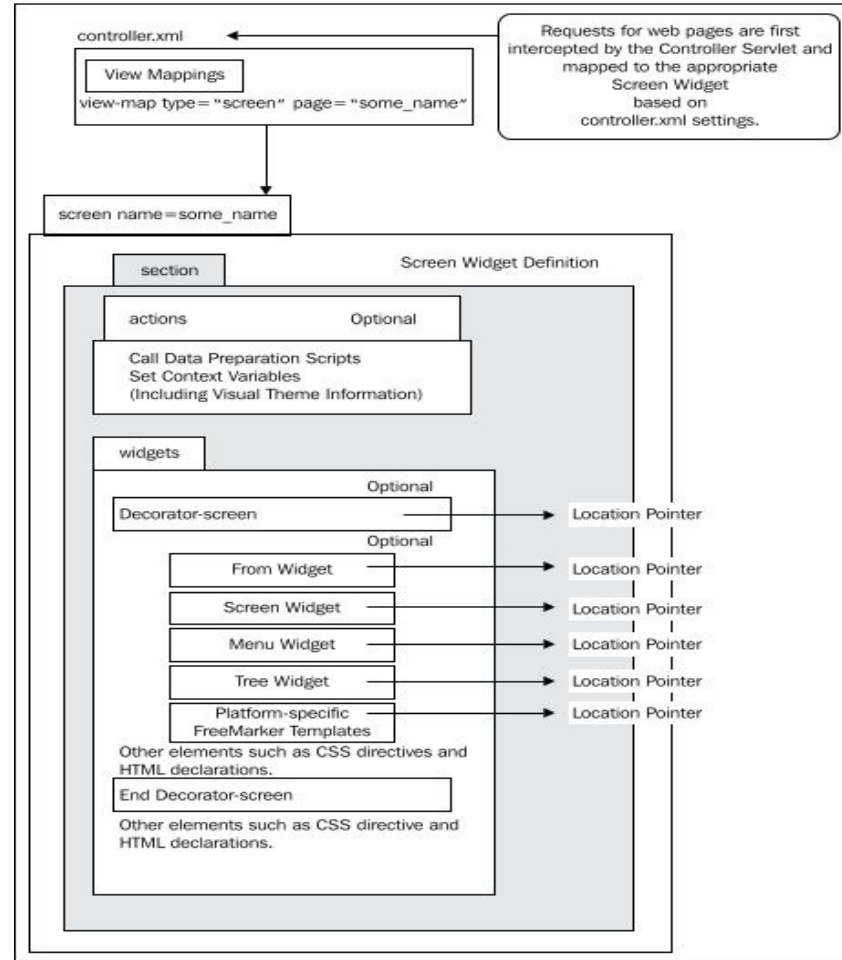 controller.xml
Requests for web pages are first
intercepted by the Controller Servlet and
mapped to the appropriate
Screen Widget
based on
controller.xml settings.
View Mappings
view-map type="screen" page="some_name"
screen name=some_name
Screen Widget Definition
section
actions Optional
Call Data Preparation Scripts
Set Context Variables
(Including Visual Theme Information)
widgets
Optional
Decorator-screen Location Pointer
Optional
From Widget Location Pointer
Screen Widget Location Pointer
Menu Widget Location Pointer
Tree Widget Location Pointer
Platform-specific Location Pointer
FreeMarker Templates
Other elements such as CSS directives and
HTML declarations.
End Decorator-screen
Other elements such as CSS directive and
HTML declarations.